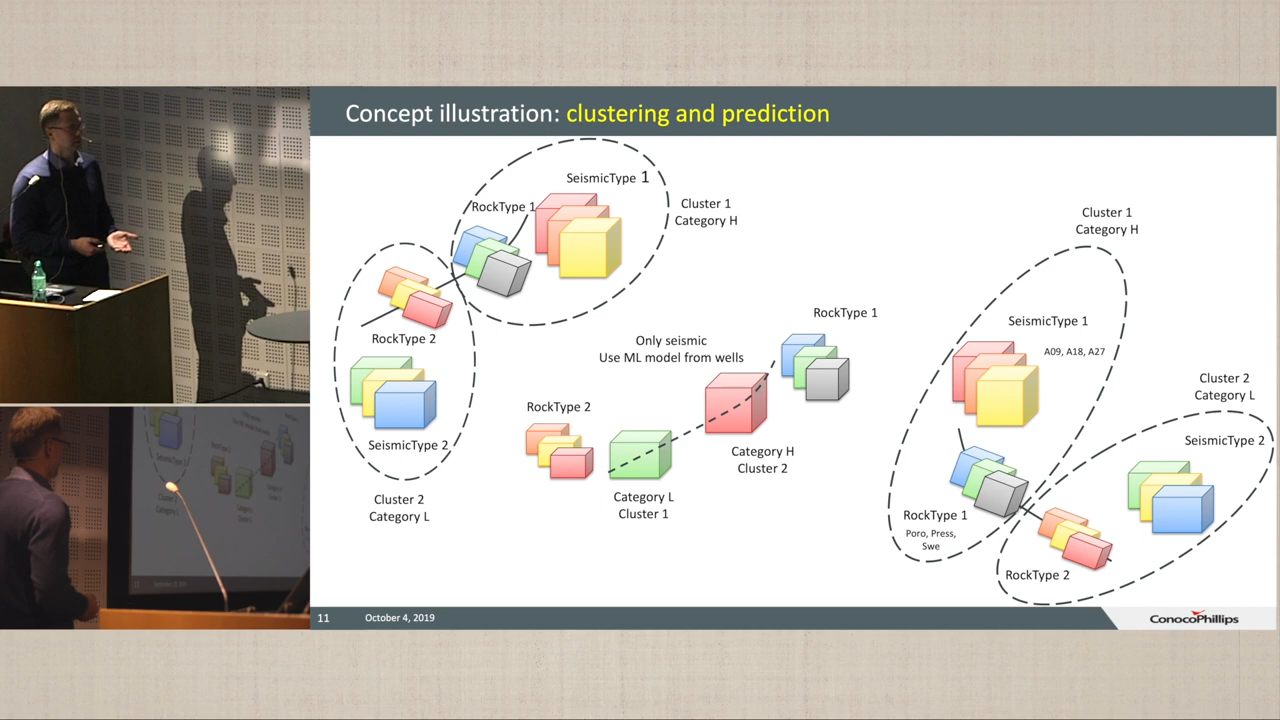 Concept illustration: clustering and prediction
SeismicType 1
RockType 1
Cluster 1
Category H
RockType 2
SeismicType 2
Cluster 2
Category L
Only seismic
Use ML model from wells
RockType 1
RockType 2
Category H
Cluster 2
Category L
Cluster 1
Cluster 1
Category H
SeismicType 1
A09, A18, A27
Cluster 2
Category L
SeismicType 2
RockType 1
Poro, Press,
Swe
RockType 2
11
October 4, 2019
ConocoPhillips